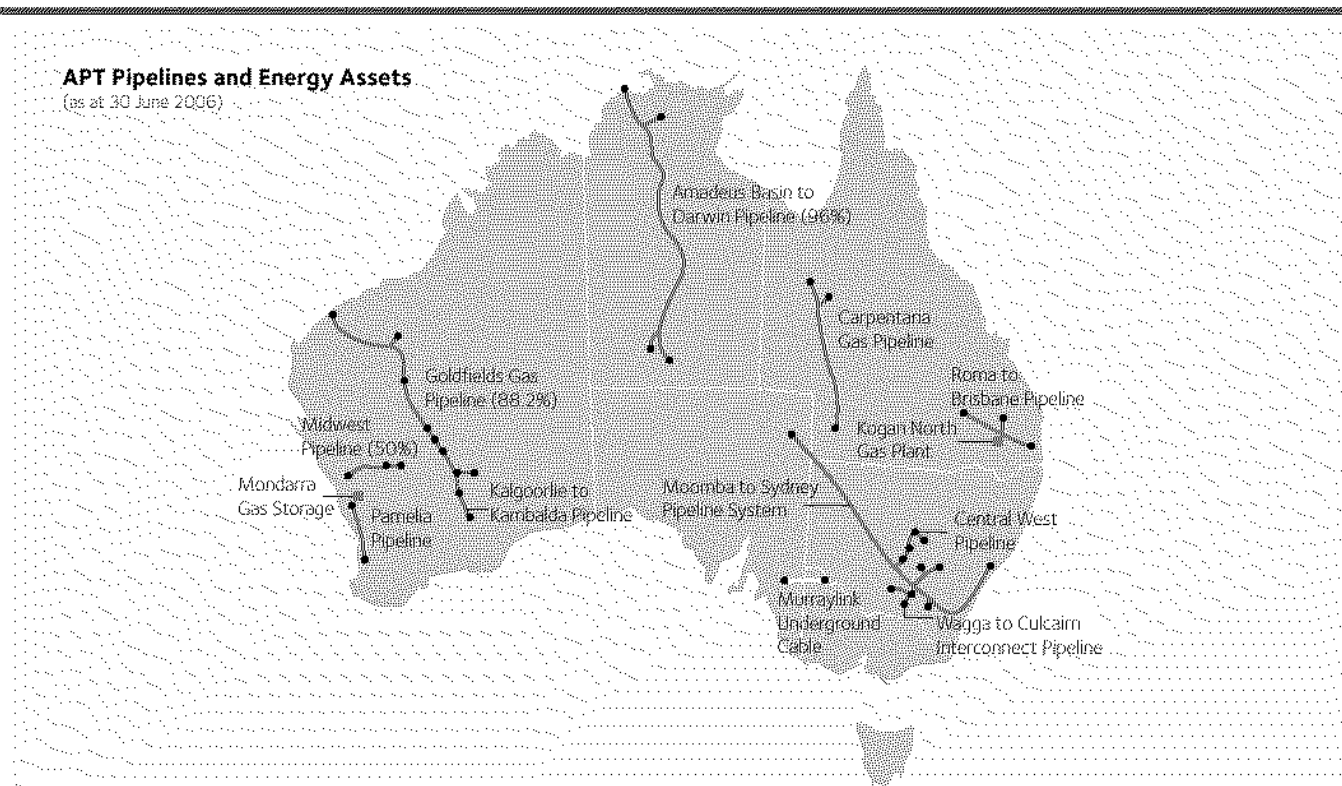 APT Pipelines and Energy Assets
(as at 30 June 2006)
Amadeus Basin to
Darwin Pipeline (96%)
Carpentaria
Gas Pipeline
Goldfields Gas
Pipeline (88.2%)
Roma to
Brisbane Pipeline
Midwest
Pipeline (50%)
Kogan North
Gas Plant
Mondarra
Gas Storage
Kalgoorlie to
Kambalda Pipeline
Moomba to Sydney
Pipeline System
Parmelia
Pipeline
Central West
Pipeline
Murraylink
Underground
Cable
Wagga to Culcairn
Interconnect Pipeline